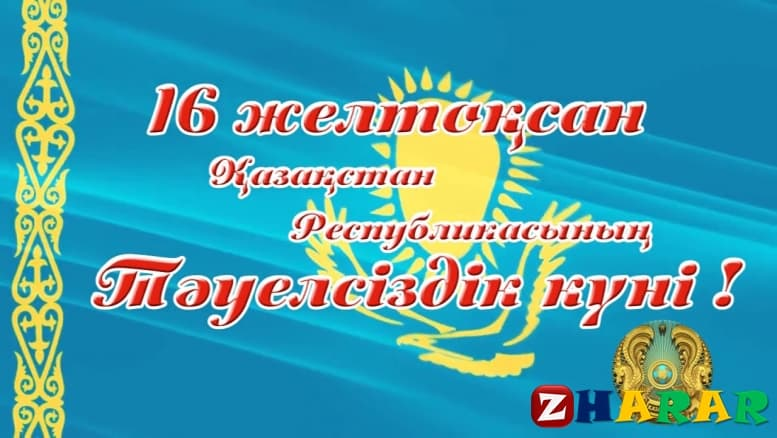 16 желтоқсан
Қазақстан
Республикасының
Тәуелсіздік күні !
ZHARAR